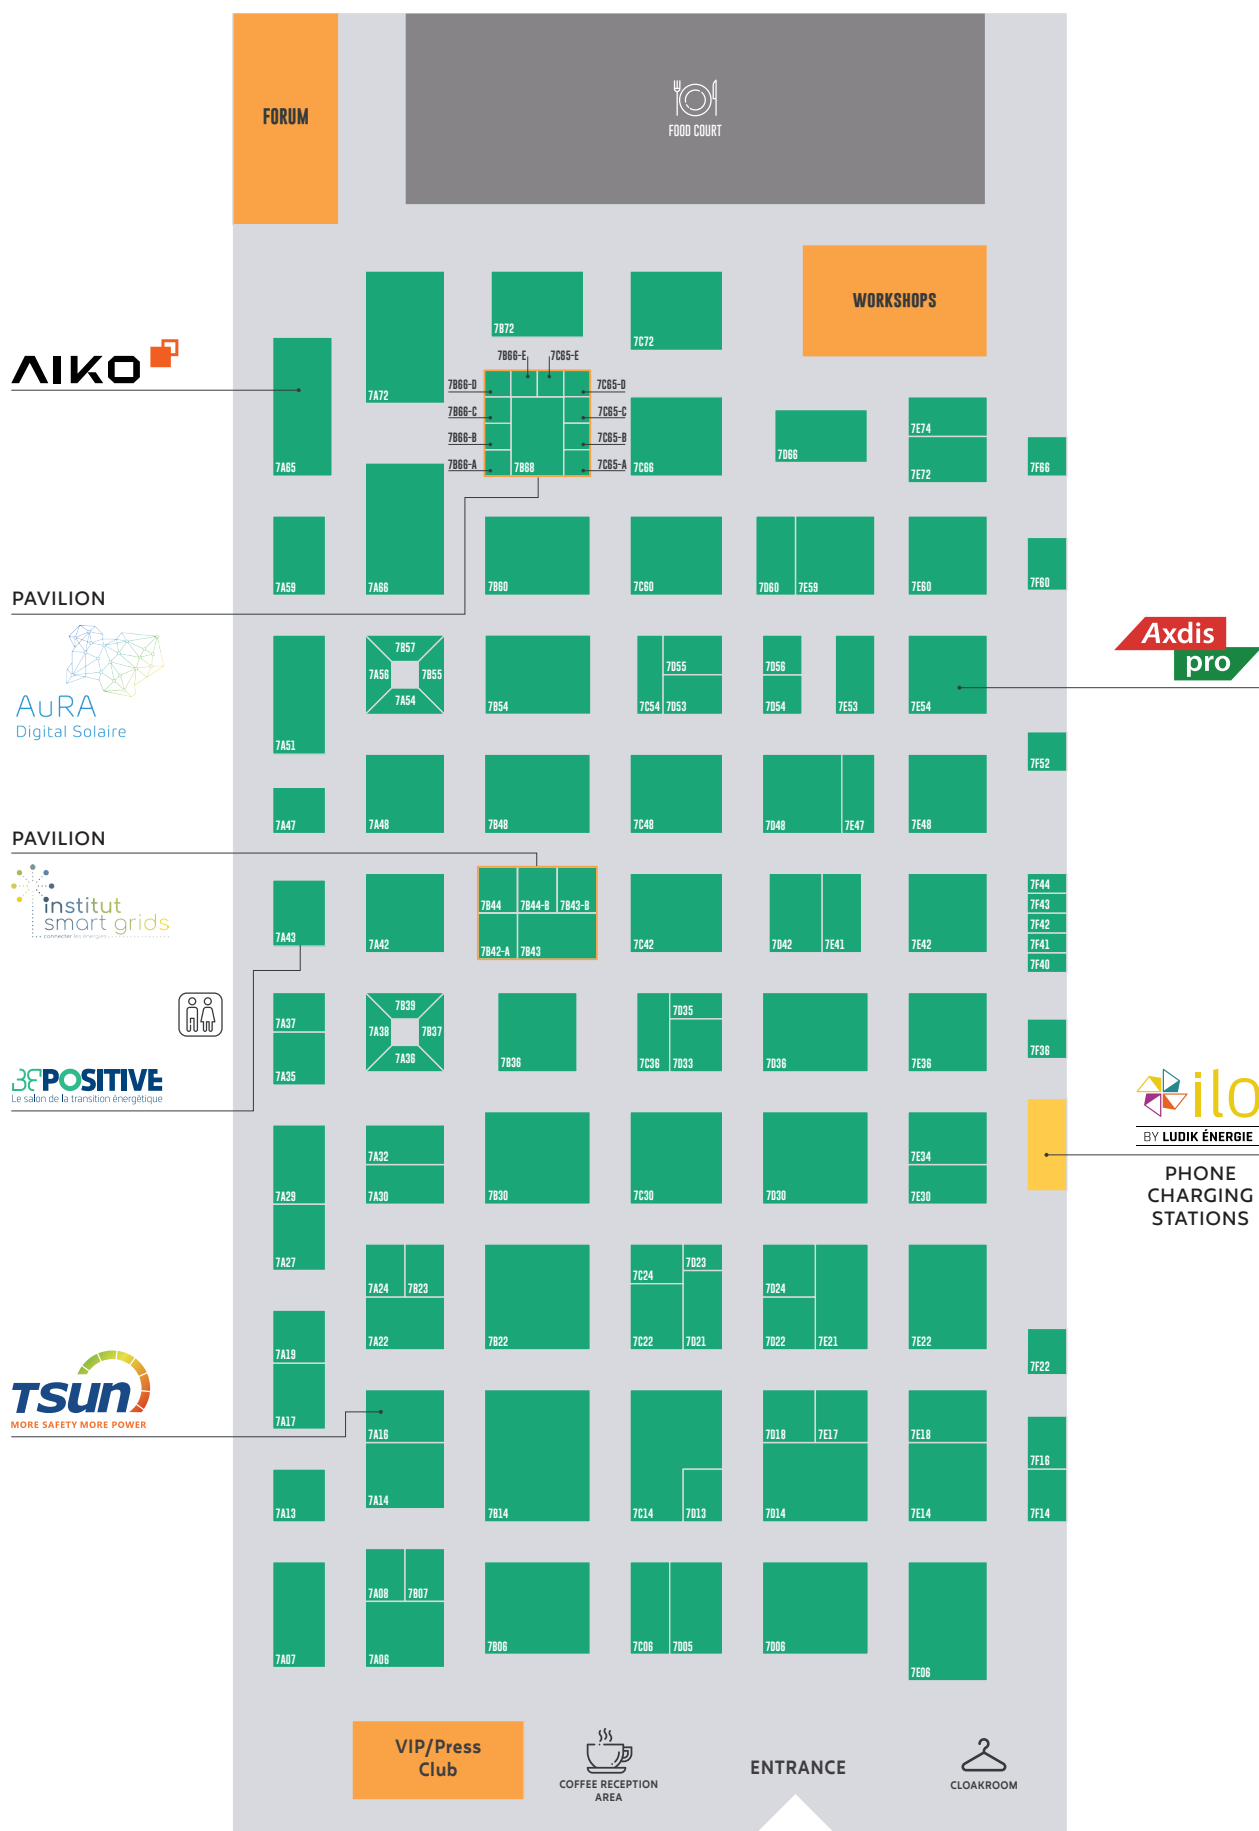 FORUM
FOOD COURT
WORKSHOPS
7B72
7C72
AIKO
7B66-E
7C65-E
7B66-D
7C65-D
7A72
7B66-C
7C65-C
7E74
7B66-B
7C65-B
7D66
7A65
7B66-A
7B68
7C65-A
7C66
7E72
7F66
7A59
7A66
7B60
7C60
7D60
7E59
7E60
7F60
PAVILION
AuRA
Digital Solaire
Axdis
pro
7B57
7A56
7B55
7A54
7D55
7D56
7B54
7C54
7D53
7D54
7E53
7E54
7A51
7F52
7A47
7A48
7B48
7C48
7D48
7E47
7E48
PAVILION
institut
smart grids
connecter les énergies
7B44
7B44-B
7B43-B
7F44
7F43
7F42
7F41
7F40
7A43
7A42
7B42-A
7B43
7C42
7D42
7E41
7E42
7B39
7A38
7B37
7A36
7A37
7D35
7A35
7B36
7C36
7D33
7D36
7E36
7F36
BEPOSITIVE
Le salon de la transition énergétique
ilo
BY LUDIK ÉNERGIE
PHONE
CHARGING
STATIONS
7A32
7E34
7A29
7A30
7B30
7C30
7D30
7E30
7A27
7A24
7B23
7C24
7D23
7D24
7A22
7B22
7C22
7D21
7D22
7E21
7E22
7A19
7F22
TSUN
MORE SAFETY MORE POWER
7A17
7A16
7D18
7E17
7E18
7F16
7A13
7A14
7B14
7C14
7D13
7D14
7E14
7F14
7A08
7B07
7A07
7A06
7B06
7C06
7D05
7D06
7E06
VIP/Press
Club
COFFEE RECEPTION
AREA
ENTRANCE
CLOAKROOM